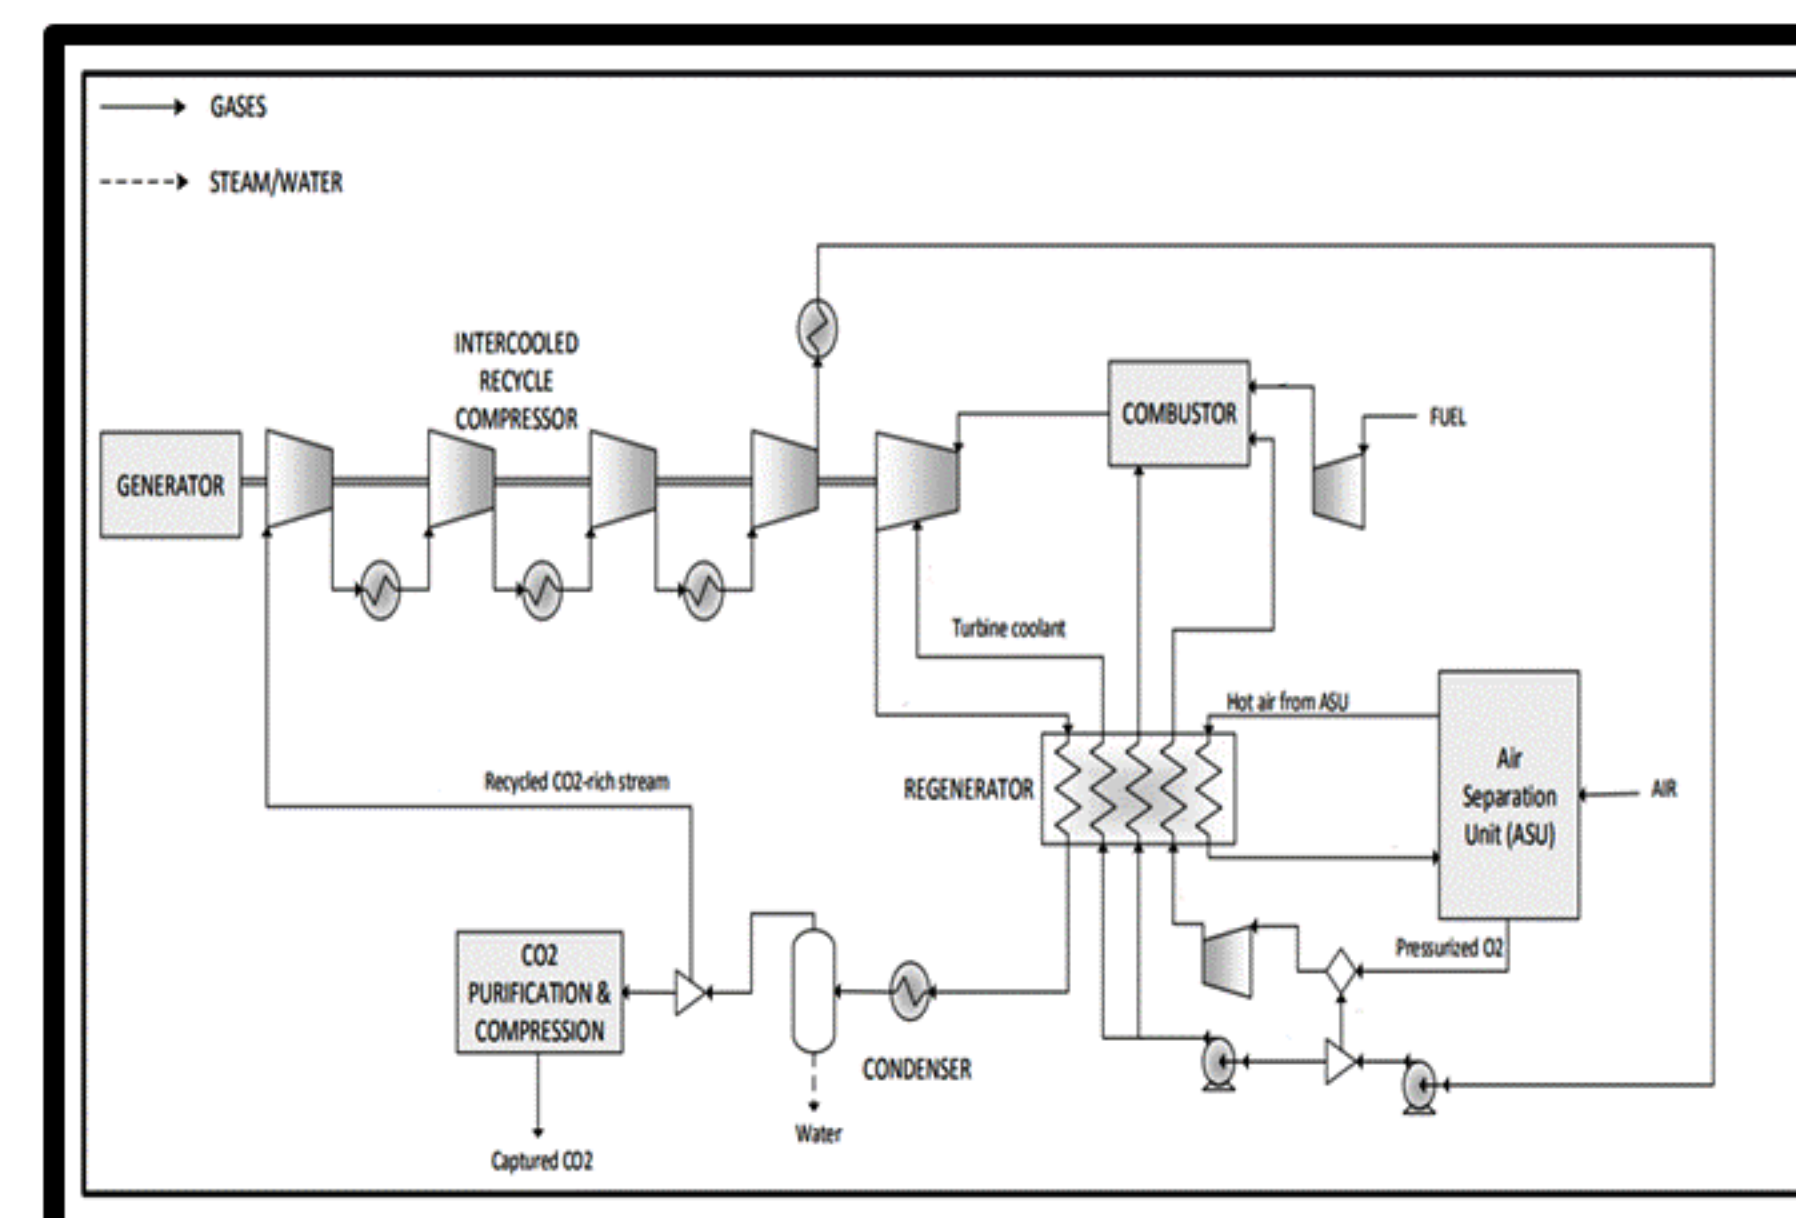 GASES
STEAM/WATER
INTERCOOLED
RECYCLE
COMPRESSOR
COMBUSTOR
FUEL
GENERATOR
Turbine coolant
Hot air from ASU
Air
Separation
Unit (ASU)
AIR
REGENERATOR
Recycled CO2-rich stream
Pressurized O2
CO2
PURIFICATION &
COMPRESSION
CONDENSER
Water
Captured CO2